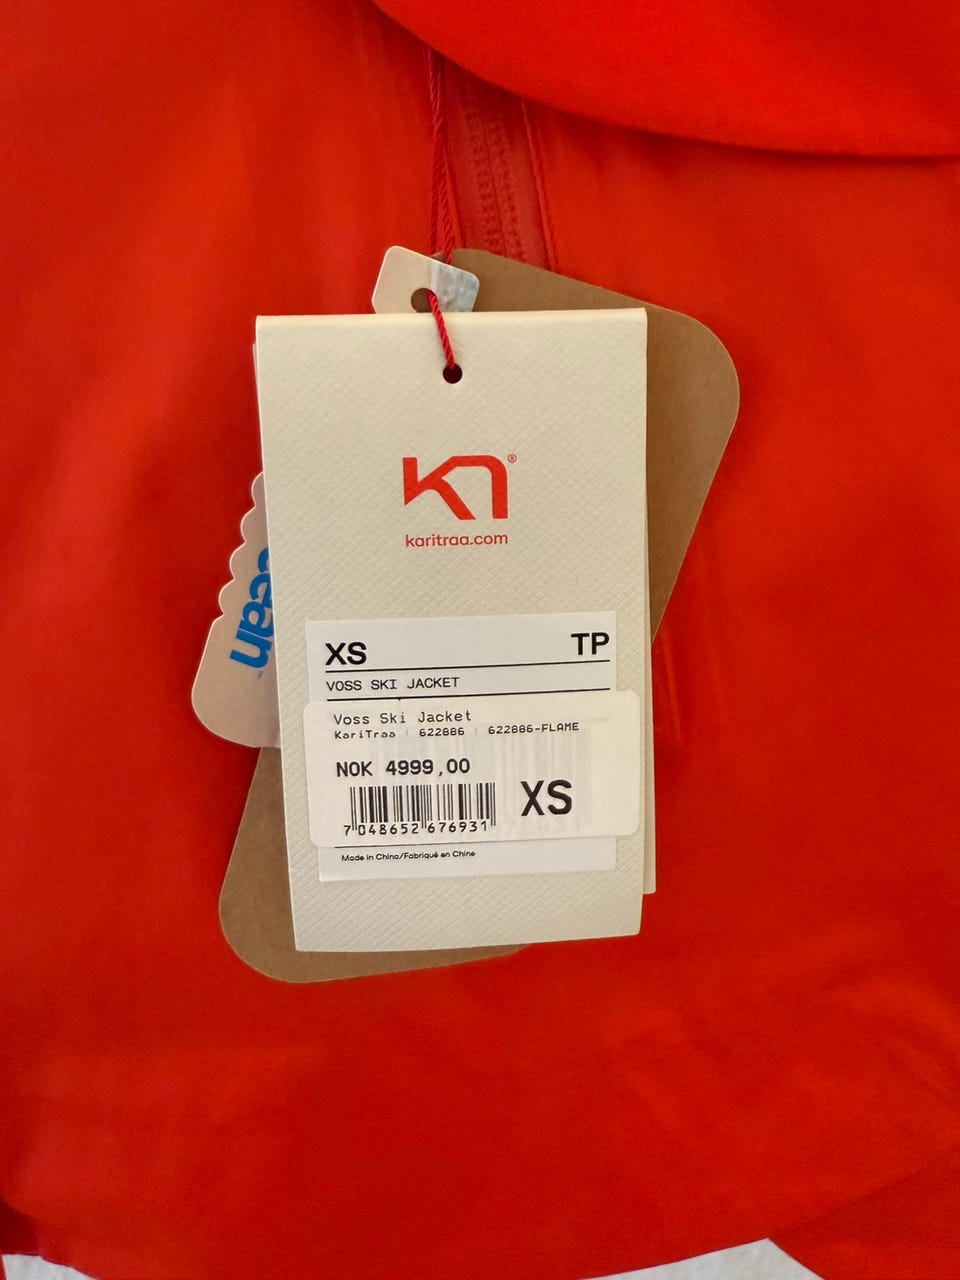 K1®
karitraa.com
XS TP
VOSS SKI JACKET
Voss Ski Jacket
KariTraa | 622886 | 622886-FLAME
NOK 4999,00
XS
7 048652 676931
Made in China/Fabriqué en Chine